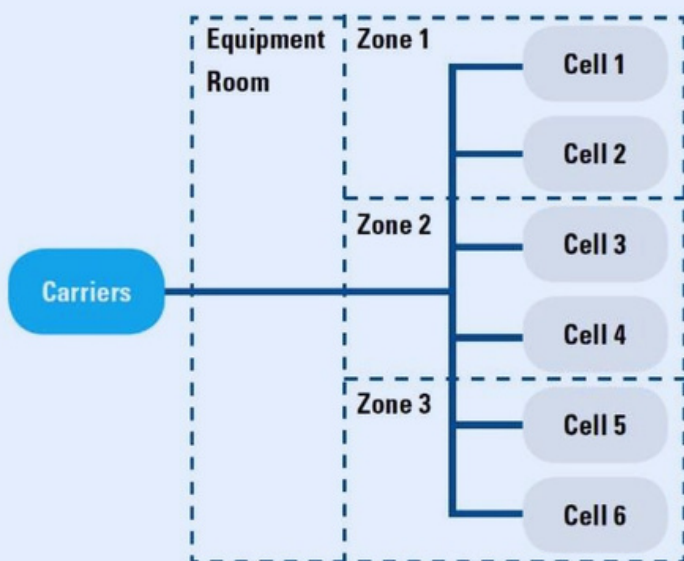 Equipment
Room
Zone 1
Cell 1
Cell 2
Zone 2
Cell 3
Carriers
Cell 4
Zone 3
Cell 5
Cell 6